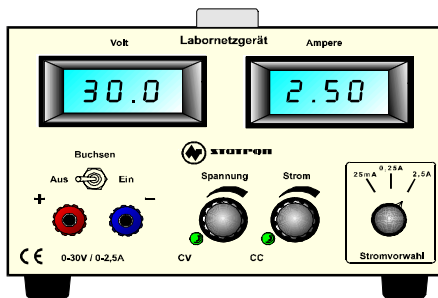 Volt Labornetzgerät Ampere
30.0 2.50
Buchsen
Aus Ein
STATRON
Spannung Strom
25mA 0,25A 2,5A
+ −
CV CC
Stromvorwahl
CE 0-30V / 0-2,5A